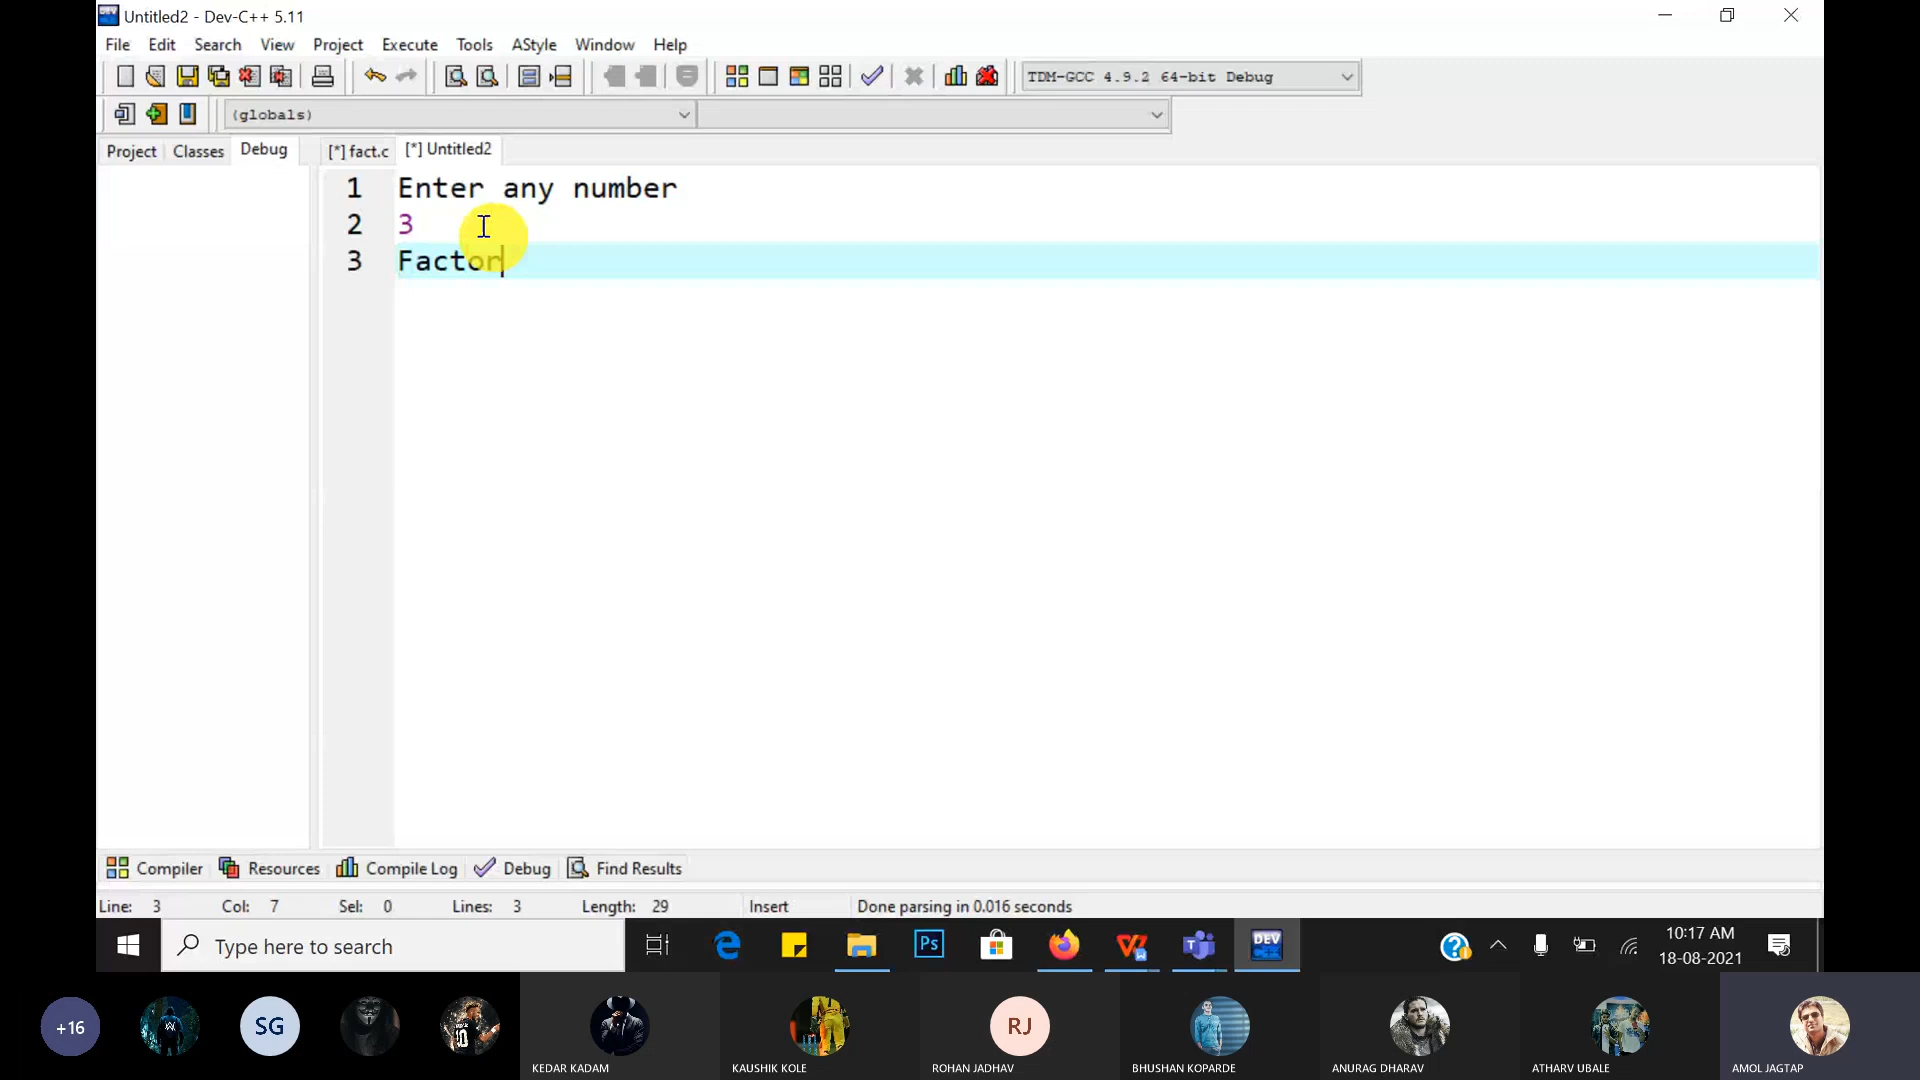 Untitled2 - Dev-C++ 5.11
File Edit Search View Project Execute Tools AStyle Window Help
TDM-GCC 4.9.2 64-bit Debug
(globals)
Project Classes Debug [*] fact.c [*] Untitled2
1 Enter any number
2 3
3 Factor
Compiler Resources Compile Log Debug Find Results
Line: 3 Col: 7 Sel: 0 Lines: 3 Length: 29 Insert Done parsing in 0.016 seconds
Type here to search
Ps
DEV
10:17 AM
18-08-2021
+16
SG
10
RJ
KEDAR KADAM KAUSHIK KOLE ROHAN JADHAV BHUSHAN KOPARDE ANURAG DHARAV ATHARV UBALE AMOL JAGTAP